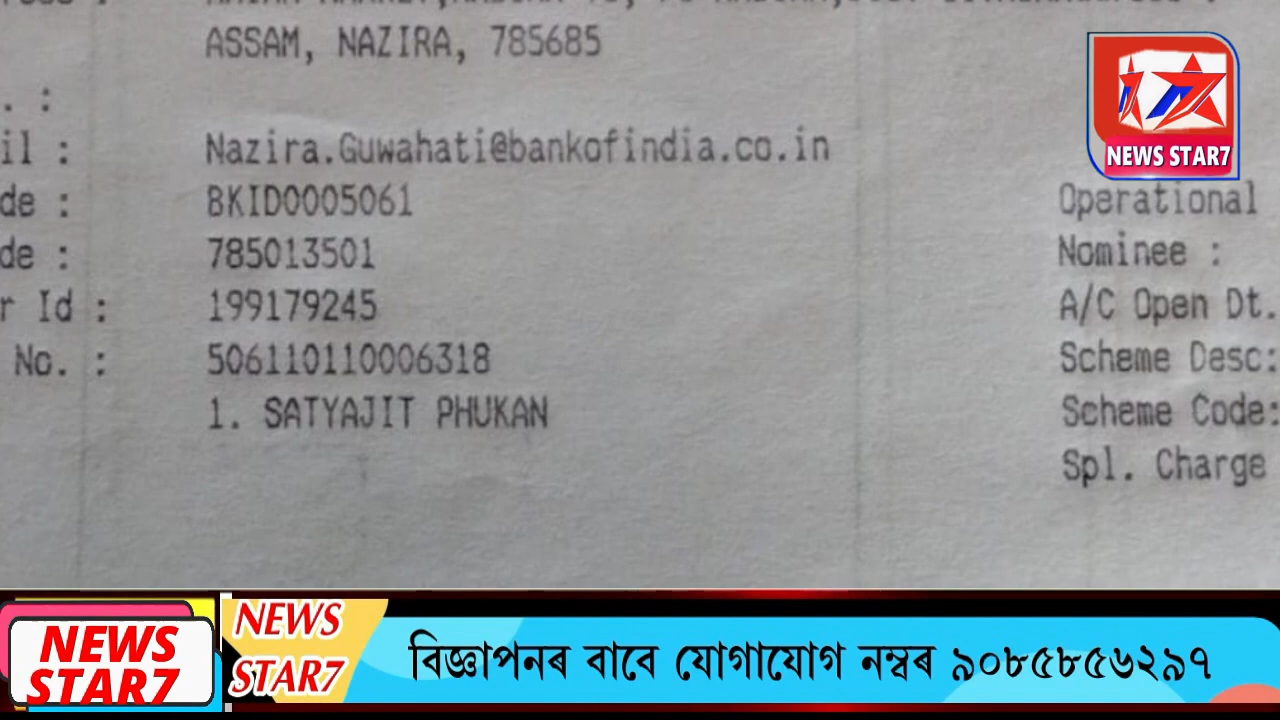 ASSAM, NAZIRA, 785685
. :
il : Nazira.Guwahati@bankofindia.co.in
de : BKID0005061 Operational
de : 785013501 Nominee :
r Id : 199179245 A/C Open Dt.
No. : 506110110006318 Scheme Desc:
1. SATYAJIT PHUKAN Scheme Code:
Spl. Charge
NEWS STAR7
NEWS STAR7
NEWS STAR7
বিজ্ঞাপনৰ বাবে যোগাযোগ নম্বৰ ৯০৮৫৮৫৬২৯৭